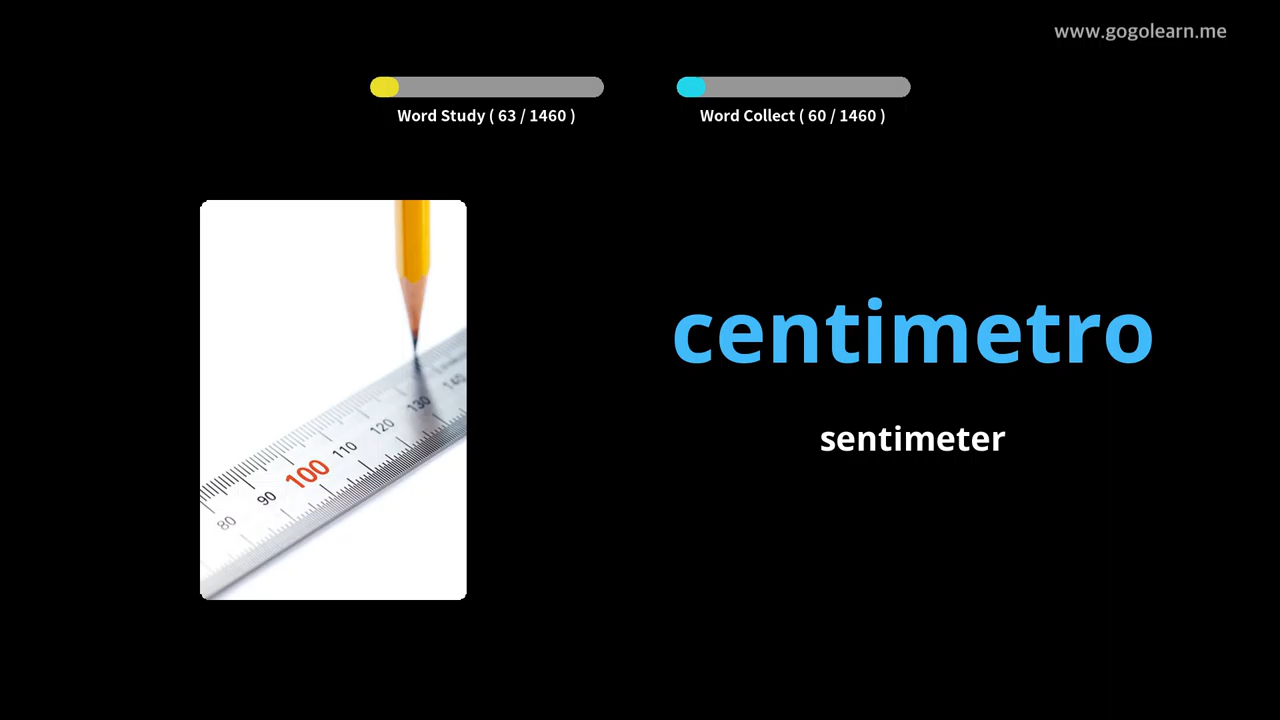 www.gogolearn.me
Word Study ( 63 / 1460 )
Word Collect ( 60 / 1460 )
centimetro
sentimeter
80
90
100
110
120
130
140